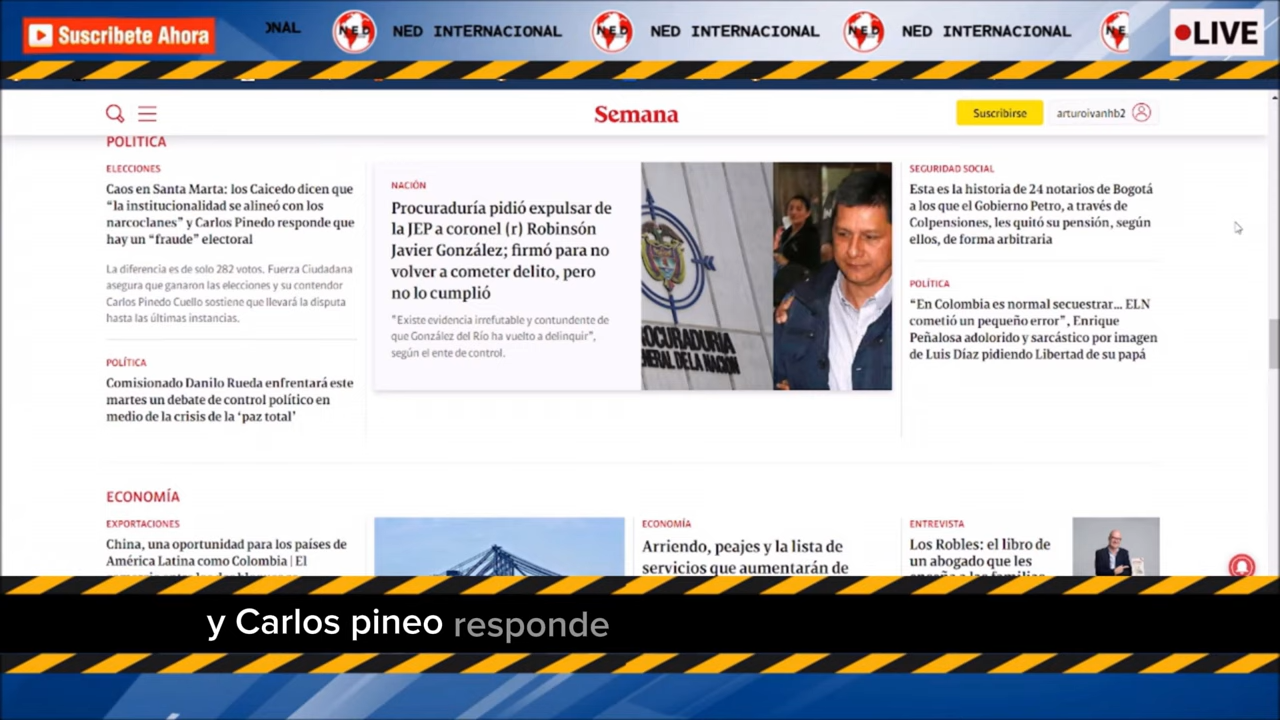 Suscribete Ahora
NAL
NED
NED INTERNACIONAL
NED
NED INTERNACIONAL
NED
NED INTERNACIONAL
NE
LIVE
Semana
Suscribirse
arturoivanhb2
POLÍTICA
ELECCIONES
Caos en Santa Marta: los Caicedo dicen que
“la institucionalidad se alineó con los
narcoclanes” y Carlos Pinedo responde que
hay un “fraude” electoral
La diferencia es de solo 282 votos. Fuerza Ciudadana
asegura que ganaron las elecciones y su contendor
Carlos Pinedo Cuello sostiene que llevará la disputa
hasta las últimas instancias.
POLÍTICA
Comisionado Danilo Rueda enfrentará este
martes un debate de control político en
medio de la crisis de la ‘paz total’
NACIÓN
Procuraduría pidió expulsar de
la JEP a coronel (r) Robinsón
Javier González; firmó para no
volver a cometer delito, pero
no lo cumplió
“Existe evidencia irrefutable y contundente de
que González del Río ha vuelto a delinquir”,
según el ente de control.
ROCURADURIA
NERAL DE LA NACION
SEGURIDAD SOCIAL
Esta es la historia de 24 notarios de Bogotá
a los que el Gobierno Petro, a través de
Colpensiones, les quitó su pensión, según
ellos, de forma arbitraria
POLÍTICA
“En Colombia es normal secuestrar... ELN
cometió un pequeño error”, Enrique
Peñalosa adolorido y sarcástico por imagen
de Luis Díaz pidiendo Libertad de su papá
ECONOMÍA
EXPORTACIONES
China, una oportunidad para los países de
América Latina como Colombia | El
ECONOMÍA
Arriendo, peajes y la lista de
servicios que aumentarán de
ENTREVISTA
Los Robles: el libro de
un abogado que les
y Carlos pineo responde